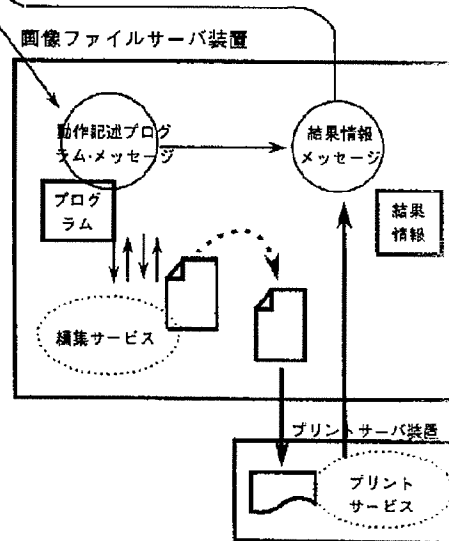 画像ファイルサーバ装置
動作記述プログ
ラム・メッセージ
結果情報
メッセージ
プログ
ラム
結果
情報
編集サービス
プリントサーバ装置
プリント
サービス